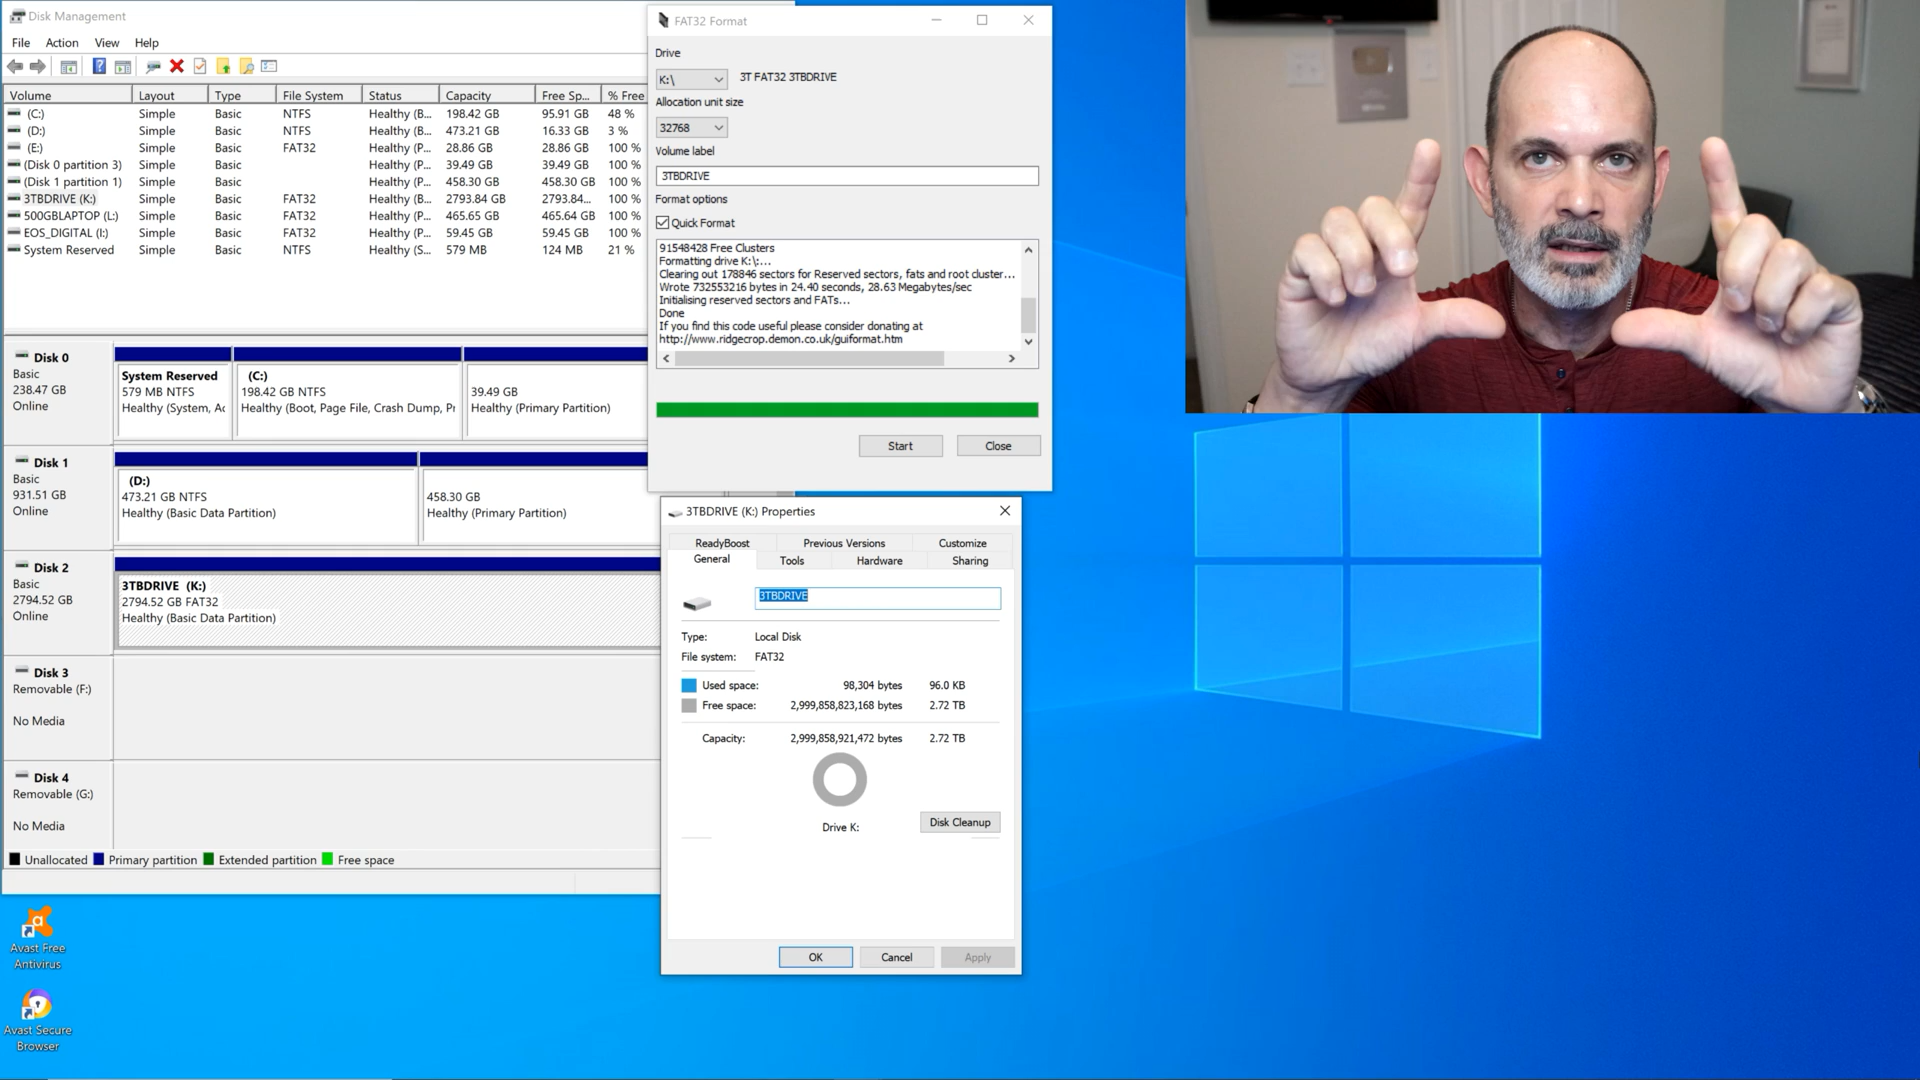 Disk Management
File Action View Help
Volume Layout Type File System Status Capacity Free Sp... % Free
(C:) Simple Basic NTFS Healthy (B... 198.42 GB 95.91 GB 48 %
(D:) Simple Basic NTFS Healthy (B... 473.21 GB 16.33 GB 3 %
(E:) Simple Basic FAT32 Healthy (P... 28.86 GB 28.86 GB 100 %
(Disk 0 partition 3) Simple Basic Healthy (P... 39.49 GB 39.49 GB 100 %
(Disk 1 partition 1) Simple Basic Healthy (P... 458.30 GB 458.30 GB 100 %
3TBDRIVE (K:) Simple Basic FAT32 Healthy (B... 2793.84 GB 2793.84... 100 %
500GBLAPTOP (L:) Simple Basic FAT32 Healthy (P... 465.65 GB 465.64 GB 100 %
EOS_DIGITAL (I:) Simple Basic FAT32 Healthy (P... 59.45 GB 59.45 GB 100 %
System Reserved Simple Basic NTFS Healthy (S... 579 MB 124 MB 21 %
Disk 0
Basic
238.47 GB
Online
System Reserved
579 MB NTFS
Healthy (System, Ac
(C:)
198.42 GB NTFS
Healthy (Boot, Page File, Crash Dump, Pr
39.49 GB
Healthy (Primary Partition)
Disk 1
Basic
931.51 GB
Online
(D:)
473.21 GB NTFS
Healthy (Basic Data Partition)
458.30 GB
Healthy (Primary Partition)
Disk 2
Basic
2794.52 GB
Online
3TBDRIVE (K:)
2794.52 GB FAT32
Healthy (Basic Data Partition)
Disk 3
Removable (F:)
No Media
Disk 4
Removable (G:)
No Media
Unallocated Primary partition Extended partition Free space
FAT32 Format
Drive
K:\ 3T FAT32 3TBDRIVE
Allocation unit size
32768
Volume label
3TBDRIVE
Format options
Quick Format
91548428 Free Clusters
Formatting drive K:\:...
Clearing out 178846 sectors for Reserved sectors, fats and root cluster...
Wrote 732553216 bytes in 24.40 seconds, 28.63 Megabytes/sec
Initialising reserved sectors and FATs...
Done
If you find this code useful please consider donating at
http://www.ridgecrop.demon.co.uk/guiformat.htm
Start Close
3TBDRIVE (K:) Properties
ReadyBoost Previous Versions Customize
General Tools Hardware Sharing
3TBDRIVE
Type: Local Disk
File system: FAT32
Used space: 98,304 bytes 96.0 KB
Free space: 2,999,858,823,168 bytes 2.72 TB
Capacity: 2,999,858,921,472 bytes 2.72 TB
Drive K:
Disk Cleanup
OK Cancel Apply
Avast Free
Antivirus
Avast Secure
Browser